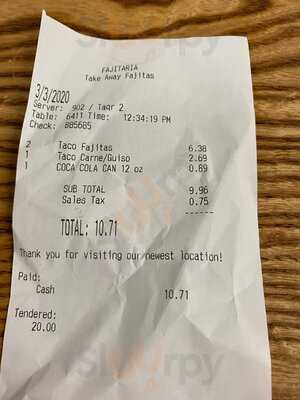 FAJITARIA
Take Away Fajitas
3/3/2020
Server: 902 / Taqr 2
Table: 6411 Time: 12:34:19 PM
Check: 885685
2 Taco Fajitas 6.38
1 Taco Carne/Guiso 2.69
1 COCA COLA CAN 12 oz 0.89
SUB TOTAL 9.96
Sales Tax 0.75
------
TOTAL: 10.71
Thank you for visiting our newest location!
Paid:
Cash 10.71
Tendered:
20.00